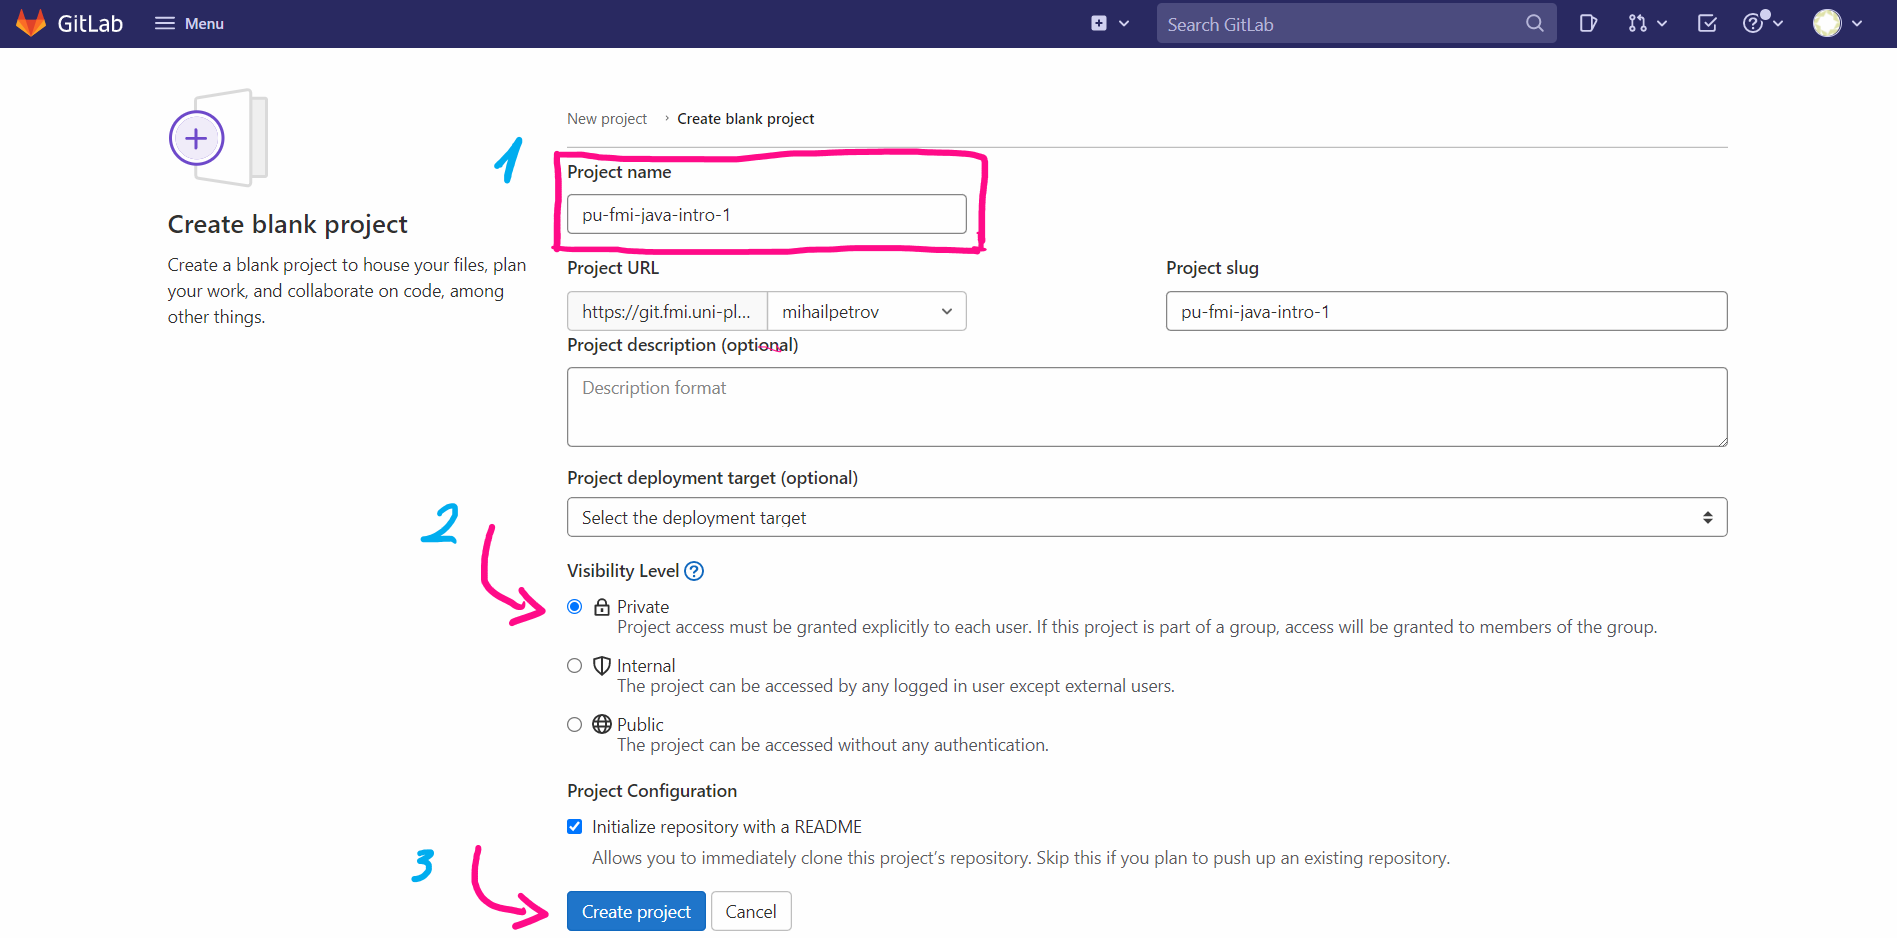 GitLab
Menu
Search GitLab
New project › Create blank project
1
Project name
pu-fmi-java-intro-1
Create blank project
Create a blank project to house your files, plan
your work, and collaborate on code, among
other things.
Project URL
Project slug
https://git.fmi.uni-pl...
mihailpetrov
pu-fmi-java-intro-1
Project description (optional)
Description format
Project deployment target (optional)
Select the deployment target
2
Visibility Level
Private
Project access must be granted explicitly to each user. If this project is part of a group, access will be granted to members of the group.
Internal
The project can be accessed by any logged in user except external users.
Public
The project can be accessed without any authentication.
Project Configuration
Initialize repository with a README
Allows you to immediately clone this project’s repository. Skip this if you plan to push up an existing repository.
3
Create project
Cancel